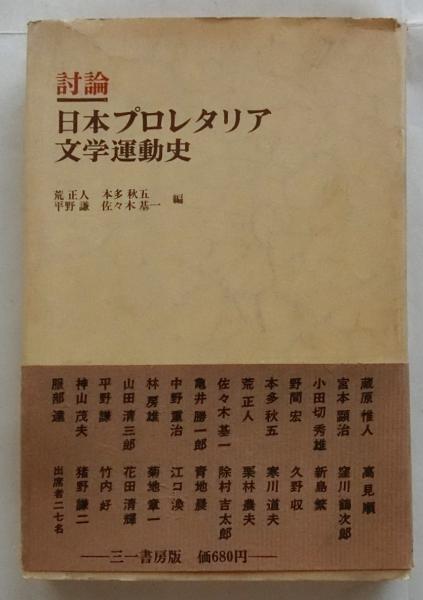 討論
日本プロレタリア
文学運動史
荒 正人 本多 秋五
平野 謙 佐々木 基一
編
蔵原惟人 高見順
宮本顕治 窪川鶴次郎
小田切秀雄 新島繁
野間宏 久野収
本多秋五 寒川道夫
荒正人 栗林農夫
佐々木基一 除村吉太郎
亀井勝一郎 青地晨
中野重治 江口渙
林房雄 菊地章一
山田清三郎 花田清輝
平野謙 竹内好
神山茂夫 猪野謙二
服部達 出席者二七名
——三一書房版 価680円——